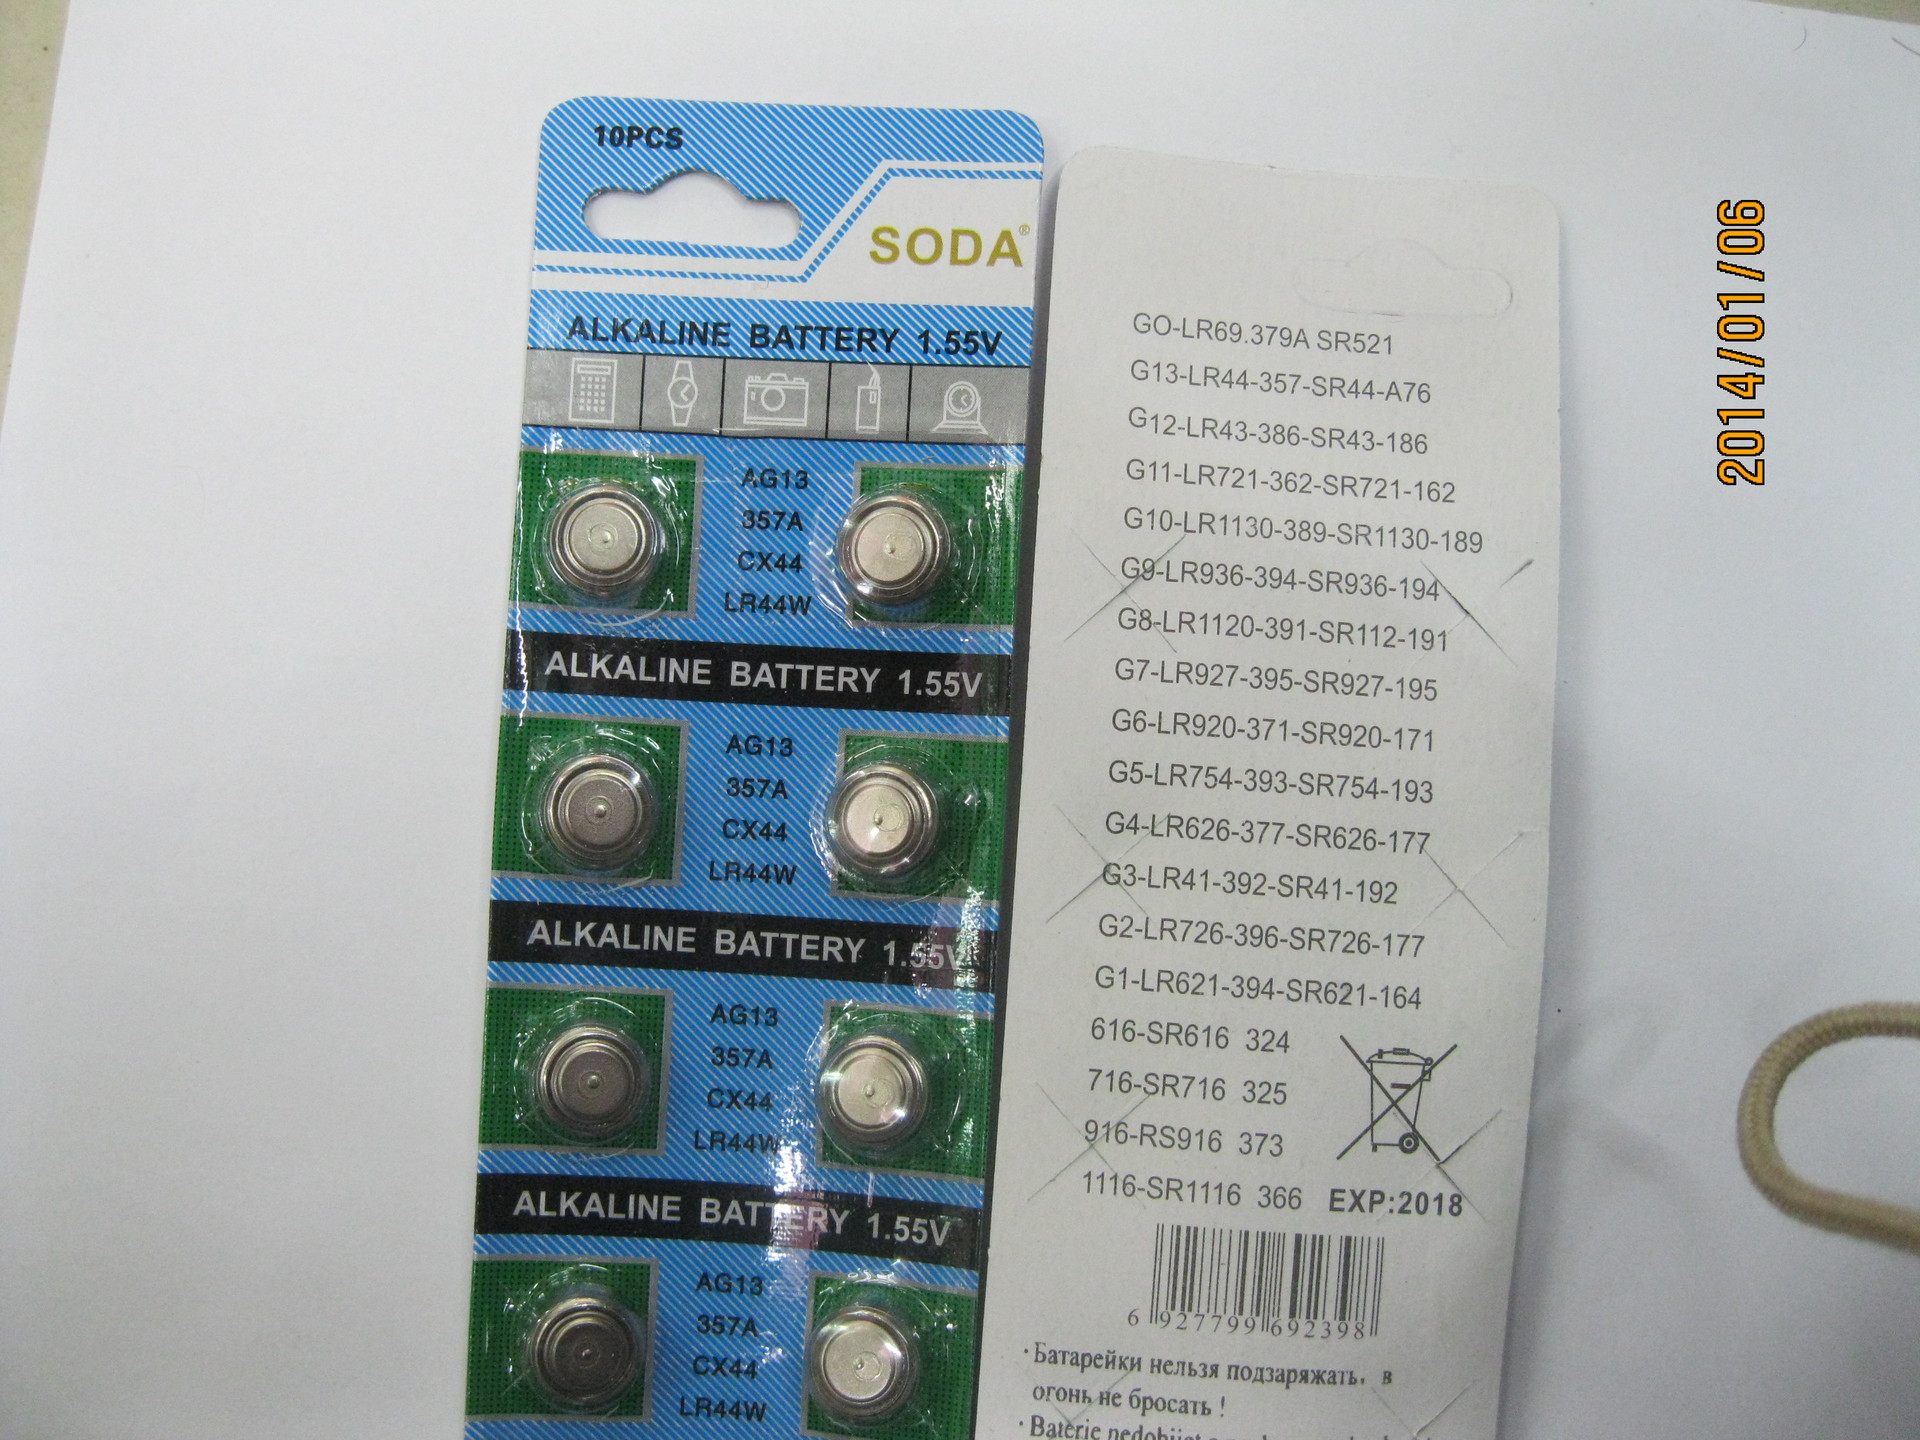 10PCS
SODA®
ALKALINE BATTERY 1.55V
AG13
357A
CX44
LR44W
ALKALINE BATTERY 1.55V
AG13
357A
CX44
LR44W
ALKALINE BATTERY 1.55V
AG13
357A
CX44
LR44W
ALKALINE BATTERY 1.55V
AG13
357A
CX44
LR44W
GO-LR69.379A SR521
G13-LR44-357-SR44-A76
G12-LR43-386-SR43-186
G11-LR721-362-SR721-162
G10-LR1130-389-SR1130-189
G9-LR936-394-SR936-194
G8-LR1120-391-SR112-191
G7-LR927-395-SR927-195
G6-LR920-371-SR920-171
G5-LR754-393-SR754-193
G4-LR626-377-SR626-177
G3-LR41-392-SR41-192
G2-LR726-396-SR726-177
G1-LR621-394-SR621-164
616-SR616 324
716-SR716 325
916-RS916 373
1116-SR1116 366 EXP:2018
6 927799 692398
·Батарейки нельзя подзаряжать, в
огонь не бросать !
·Baterie
2014/01/06